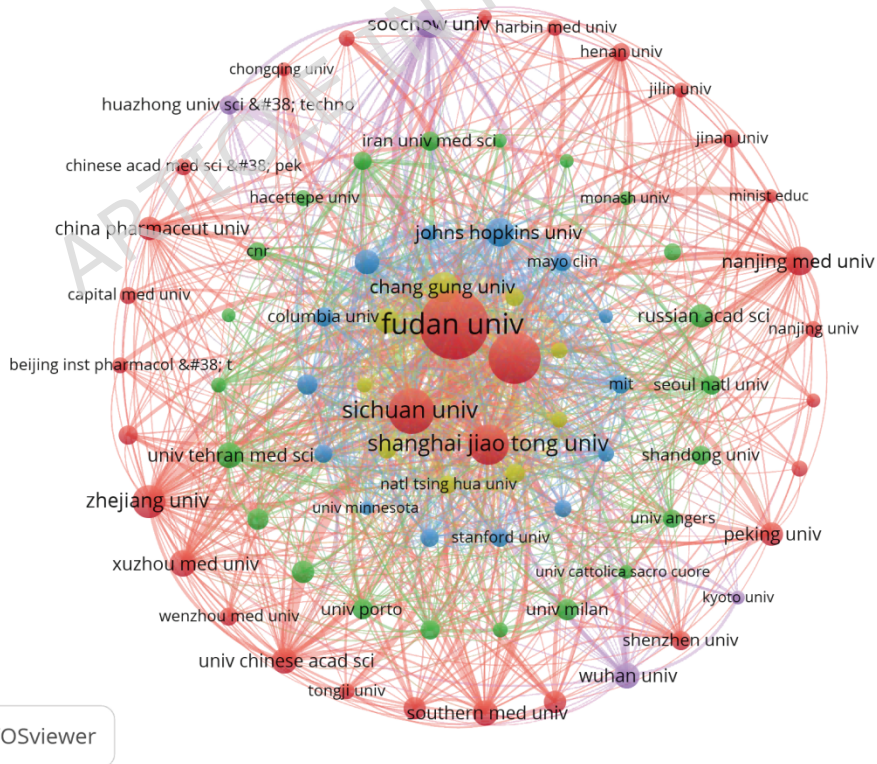 soochow univ
harbin med univ
henan univ
chongqing univ
jilin univ
huazhong univ sci &#38; techno
iran univ med sci
jinan univ
chinese acad med sci &#38; pek
hacettepe univ
monash univ
minist educ
china pharmaceut univ
johns hopkins univ
cnr
mayo clin
nanjing med univ
chang gung univ
capital med univ
columbia univ
fudan univ
russian acad sci
nanjing univ
beijing inst pharmacol &#38; t
mit
seoul natl univ
sichuan univ
shanghai jiao tong univ
univ tehran med sci
shandong univ
natl tsing hua univ
zhejiang univ
univ minnesota
univ angers
stanford univ
peking univ
xuzhou med univ
univ cattolica sacro cuore
kyoto univ
wenzhou med univ
univ porto
univ milan
shenzhen univ
univ chinese acad sci
wuhan univ
tongji univ
southern med univ
OSviewer
ARTICLE IN